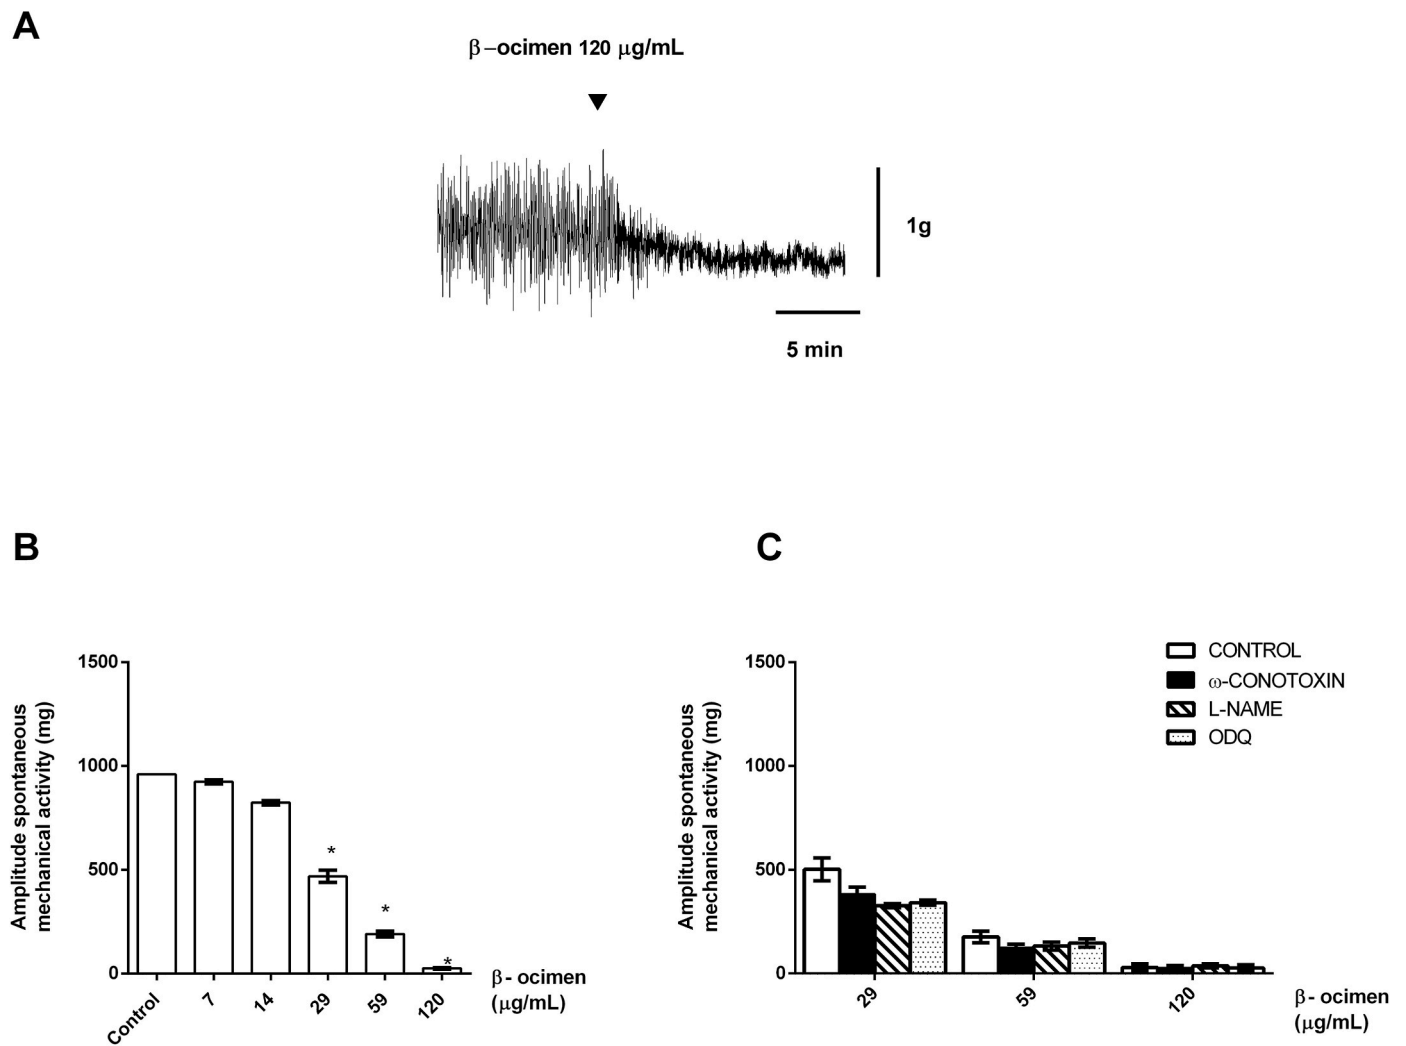 A
β–ocimen 120 μg/mL
1g
5 min
B
1500
1000
500
0
Amplitude spontaneous
mechanical activity (mg)
*
*
*
Control
7
14
29
59
120
β- ocimen
(μg/mL)
C
CONTROL
ω-CONOTOXIN
L-NAME
ODQ
1500
1000
500
0
Amplitude spontaneous
mechanical activity (mg)
29
59
120
β- ocimen
(μg/mL)